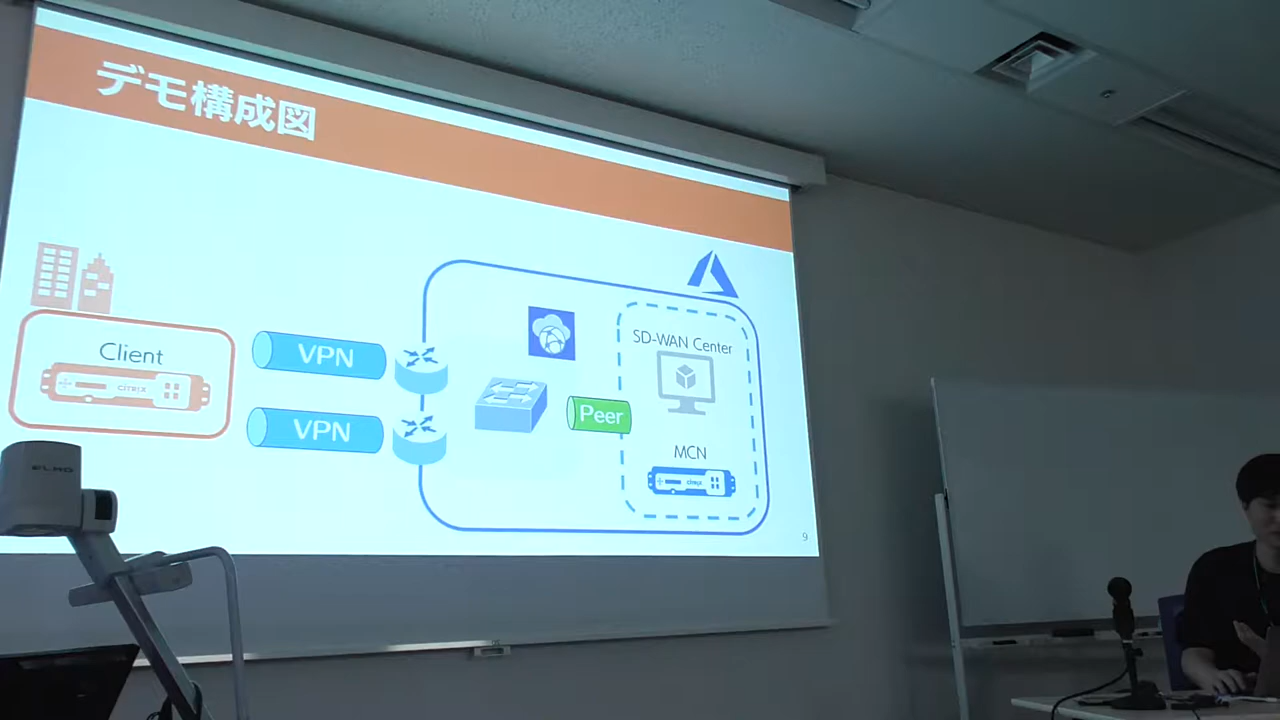 デモ構成図
Client
CITRIX
VPN
VPN
Peer
SD-WAN Center
MCN
citrix
9
ELMO